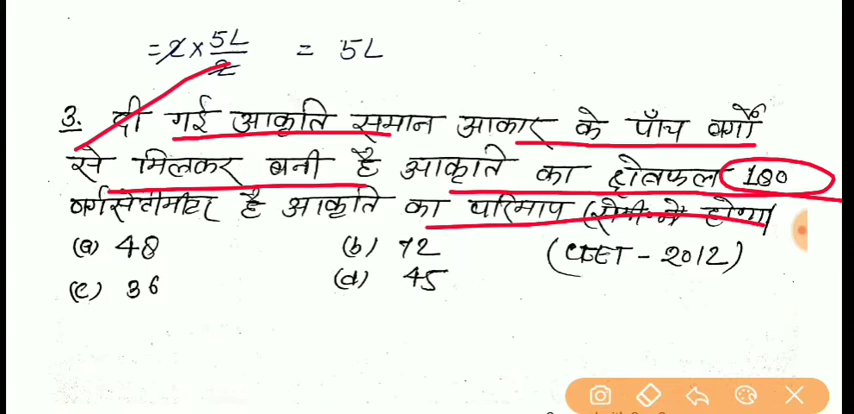 = 2 × 5L/2 = 5L
3. दी गई आकृति समान आकार के पाँच वर्गों
से मिलकर बनी है आकृति का क्षेत्रफल 180
वर्ग सेंटीमीटर है आकृति का परिमाप (सेमी. में होगा
(a) 48 (b) 72
(CTET - 2012)
(c) 36 (d) 45